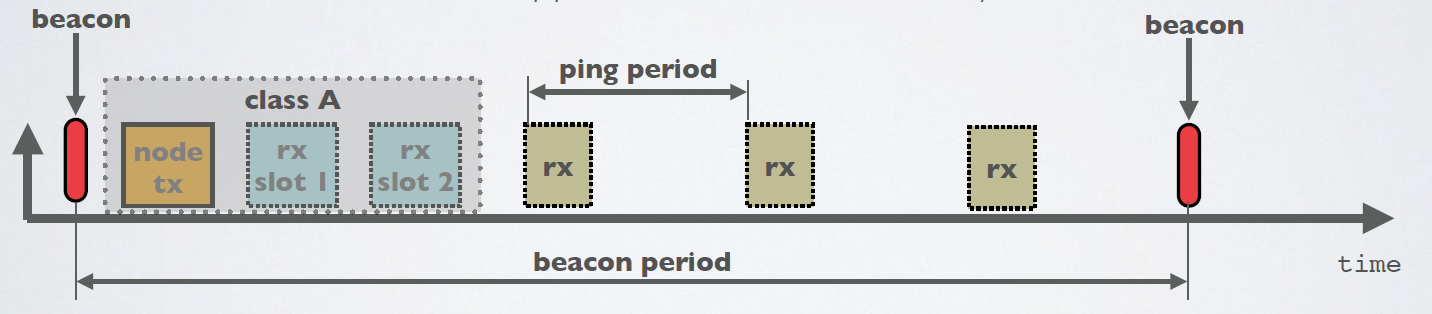 beacon
beacon
ping period
class A
node
tx
rx
slot 1
rx
slot 2
rx
rx
rx
beacon period
time